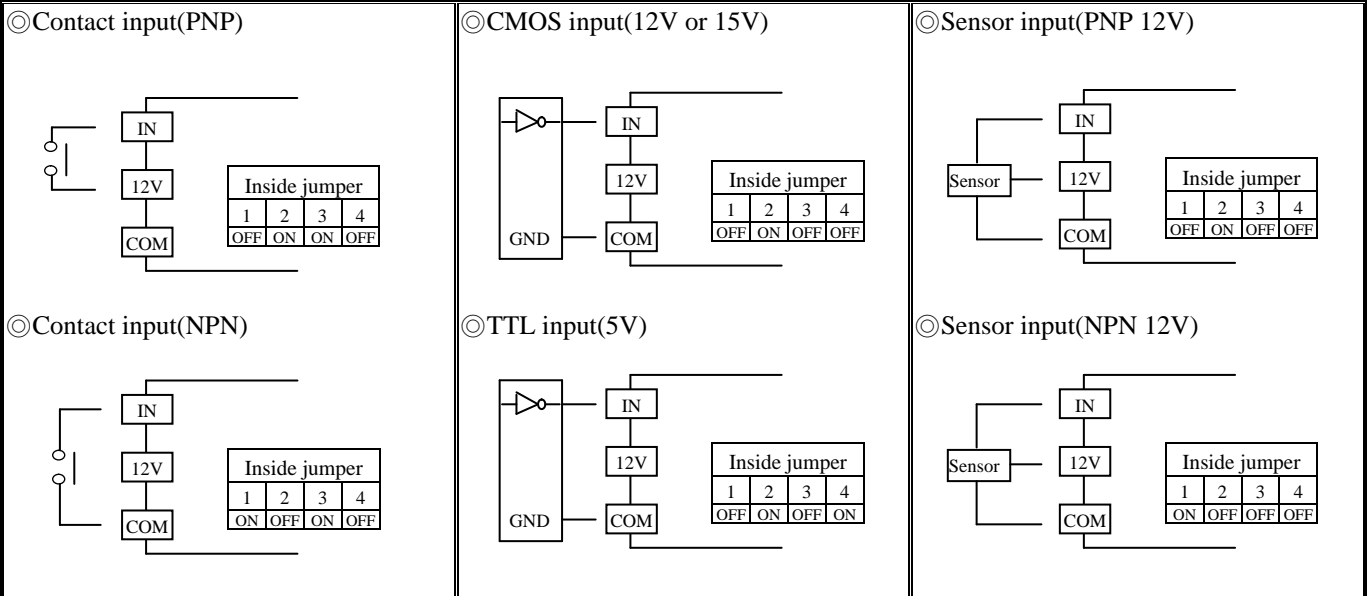 ◎Contact input(PNP)
IN
12V
COM
Inside jumper
1 2 3 4
OFF ON ON OFF
◎CMOS input(12V or 15V)
GND
IN
12V
COM
Inside jumper
1 2 3 4
OFF ON OFF OFF
◎Sensor input(PNP 12V)
Sensor
IN
12V
COM
Inside jumper
1 2 3 4
OFF ON OFF OFF
◎Contact input(NPN)
IN
12V
COM
Inside jumper
1 2 3 4
ON OFF ON OFF
◎TTL input(5V)
GND
IN
12V
COM
Inside jumper
1 2 3 4
OFF ON OFF ON
◎Sensor input(NPN 12V)
Sensor
IN
12V
COM
Inside jumper
1 2 3 4
ON OFF OFF OFF